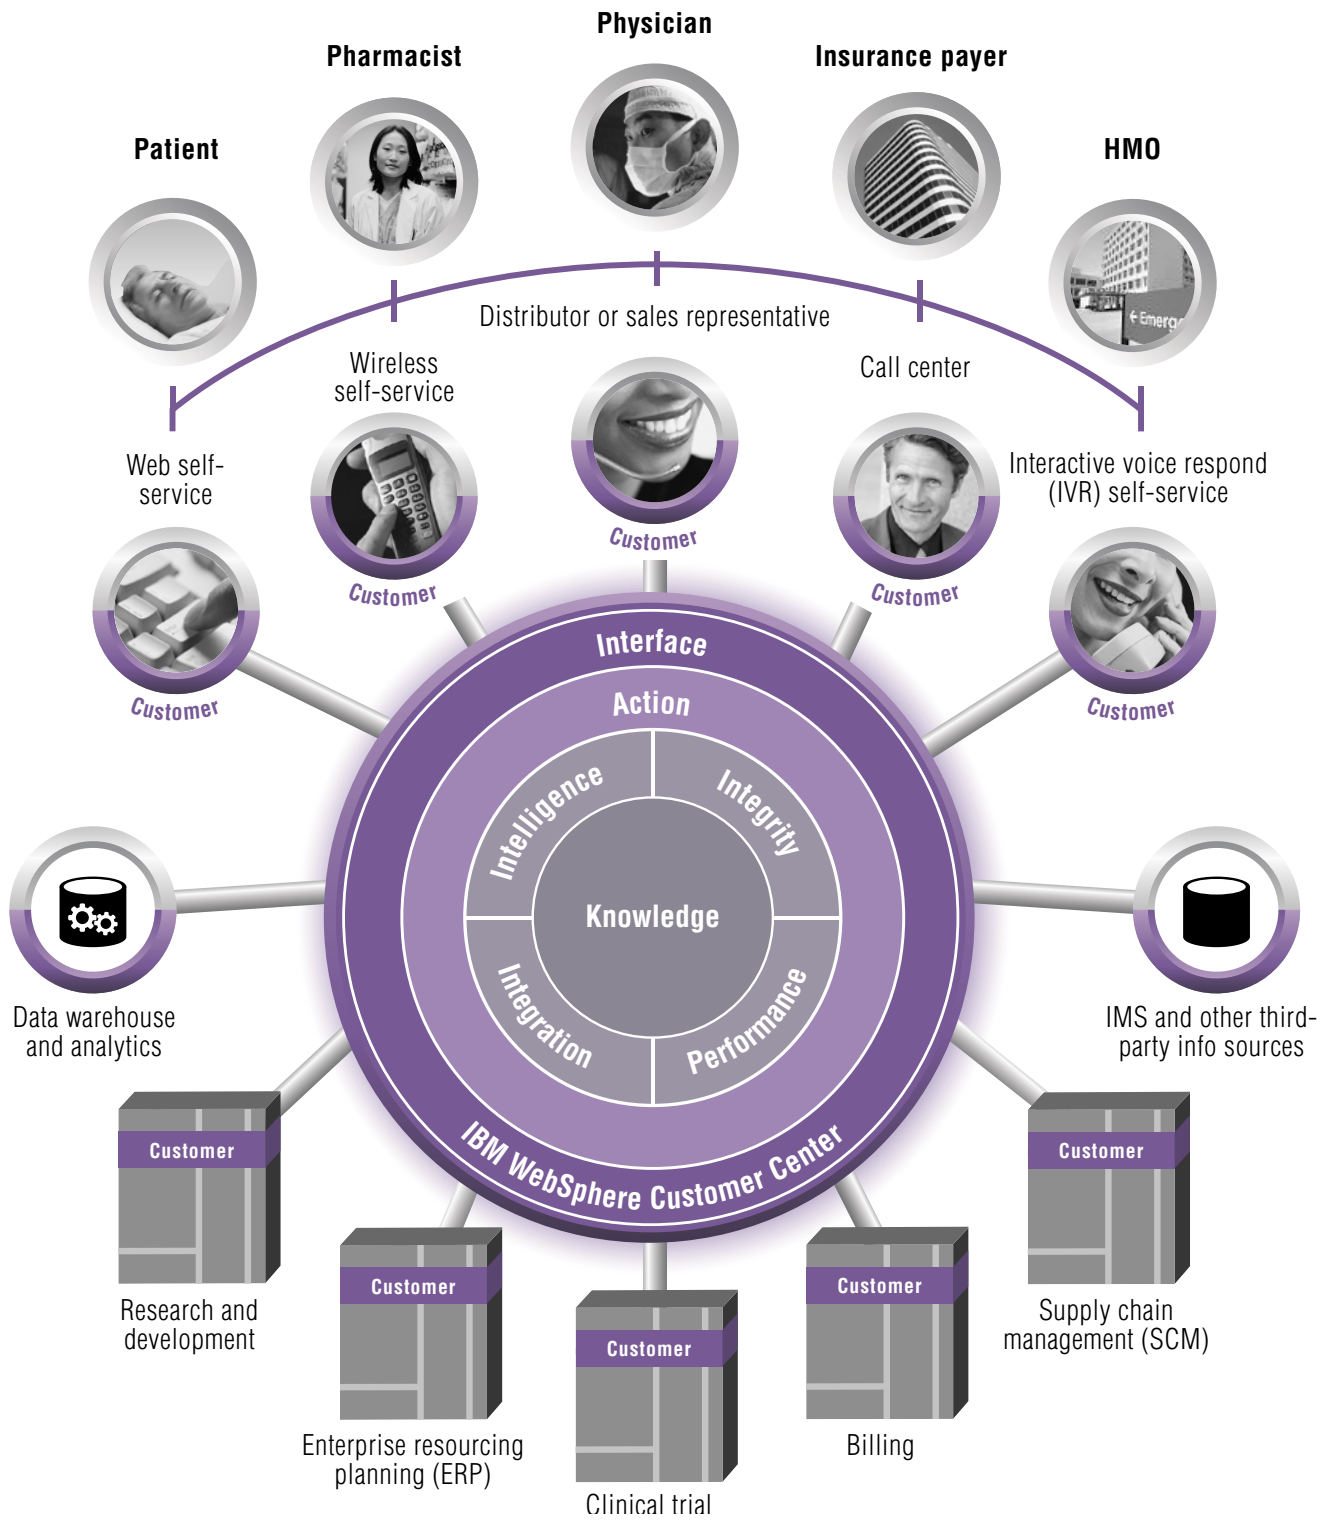 Physician
Pharmacist
Insurance payer
Patient
HMO
Distributor or sales representative
Wireless
self-service
Call center
Web self-
service
Interactive voice respond
(IVR) self-service
← Emerg
Customer
Customer
Customer
Customer
Customer
Interface
Action
Intelligence
Integrity
Knowledge
Integration
Performance
IBM WebSphere Customer Center
Data warehouse
and analytics
IMS and other third-
party info sources
Customer
Research and
development
Customer
Enterprise resourcing
planning (ERP)
Customer
Clinical trial
Customer
Billing
Customer
Supply chain
management (SCM)